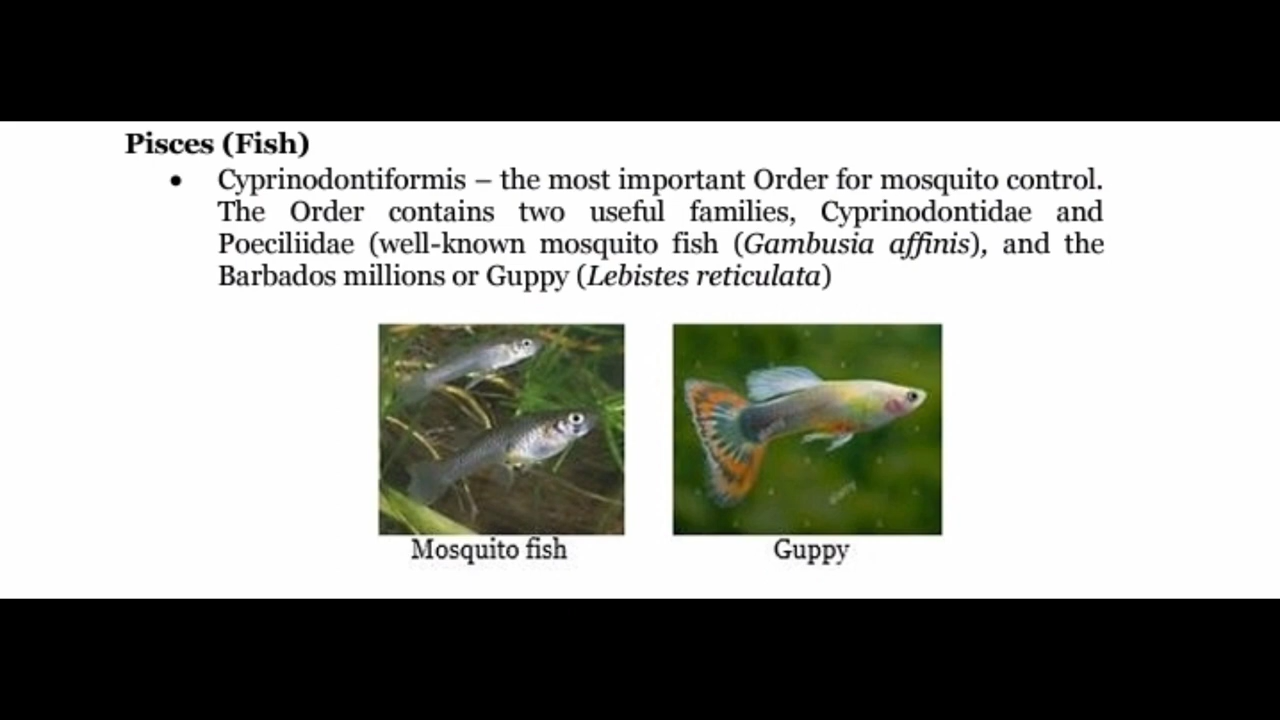 Pisces (Fish)
• Cyprinodontiformis – the most important Order for mosquito control.
The Order contains two useful families, Cyprinodontidae and
Poeciliidae (well-known mosquito fish (Gambusia affinis), and the
Barbados millions or Guppy (Lebistes reticulata)
Mosquito fish
Guppy